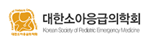 대한소아응급의학회
Korean Society of Pediatric Emergency Medicine